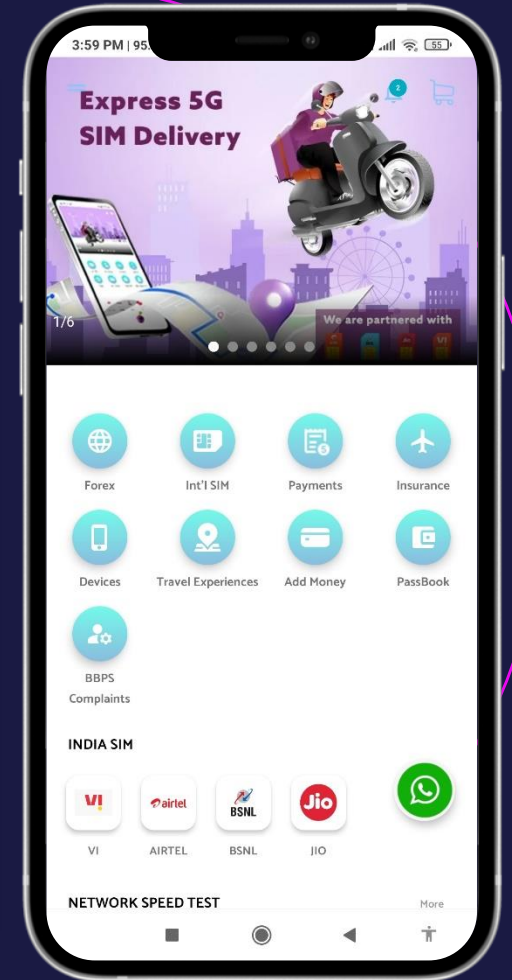 3:59 PM | 95
55
Express 5G
SIM Delivery
2
1/6
We are partnered with
Forex
Int'l SIM
Payments
Insurance
Devices
Travel Experiences
Add Money
PassBook
BBPS
Complaints
INDIA SIM
VI
airtel
BSNL
Jio
VI
AIRTEL
BSNL
JIO
NETWORK SPEED TEST
More